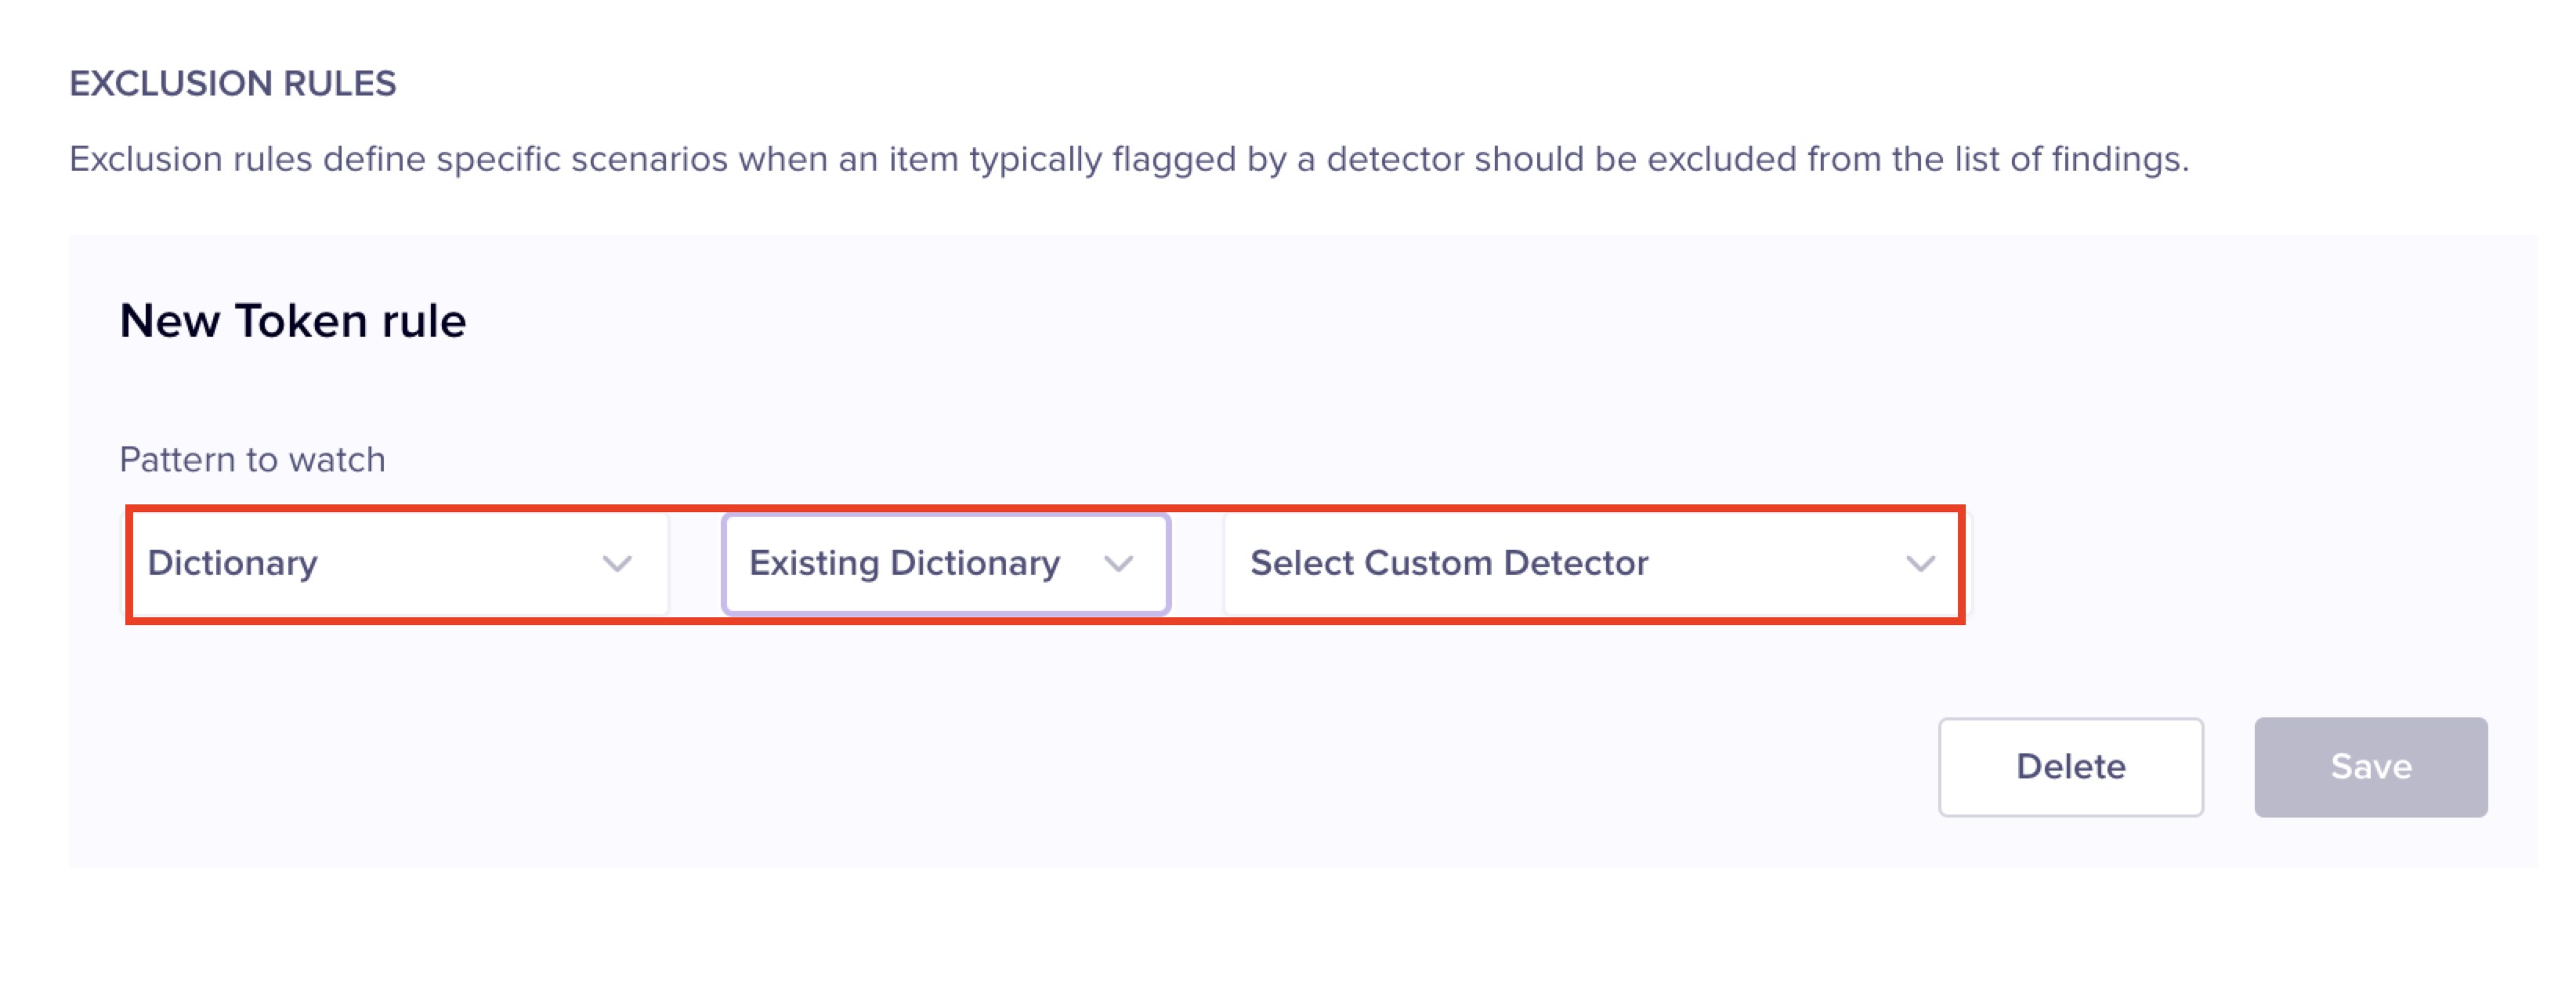 EXCLUSION RULES
Exclusion rules define specific scenarios when an item typically flagged by a detector should be excluded from the list of findings.
New Token rule
Pattern to watch
Dictionary Existing Dictionary Select Custom Detector
Delete Save